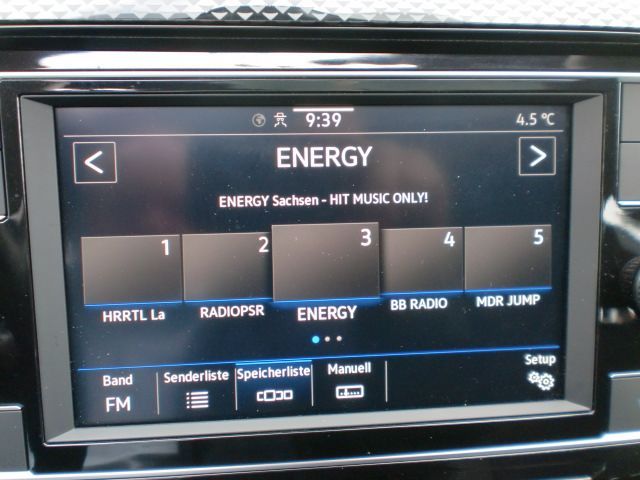 9:39
4.5 °C
<
ENERGY
>
ENERGY Sachsen - HIT MUSIC ONLY!
1 2 3 4 5
HRRTL La RADIOPSR ENERGY BB RADIO MDR JUMP
Band Senderliste Speicherliste Manuell Setup
FM